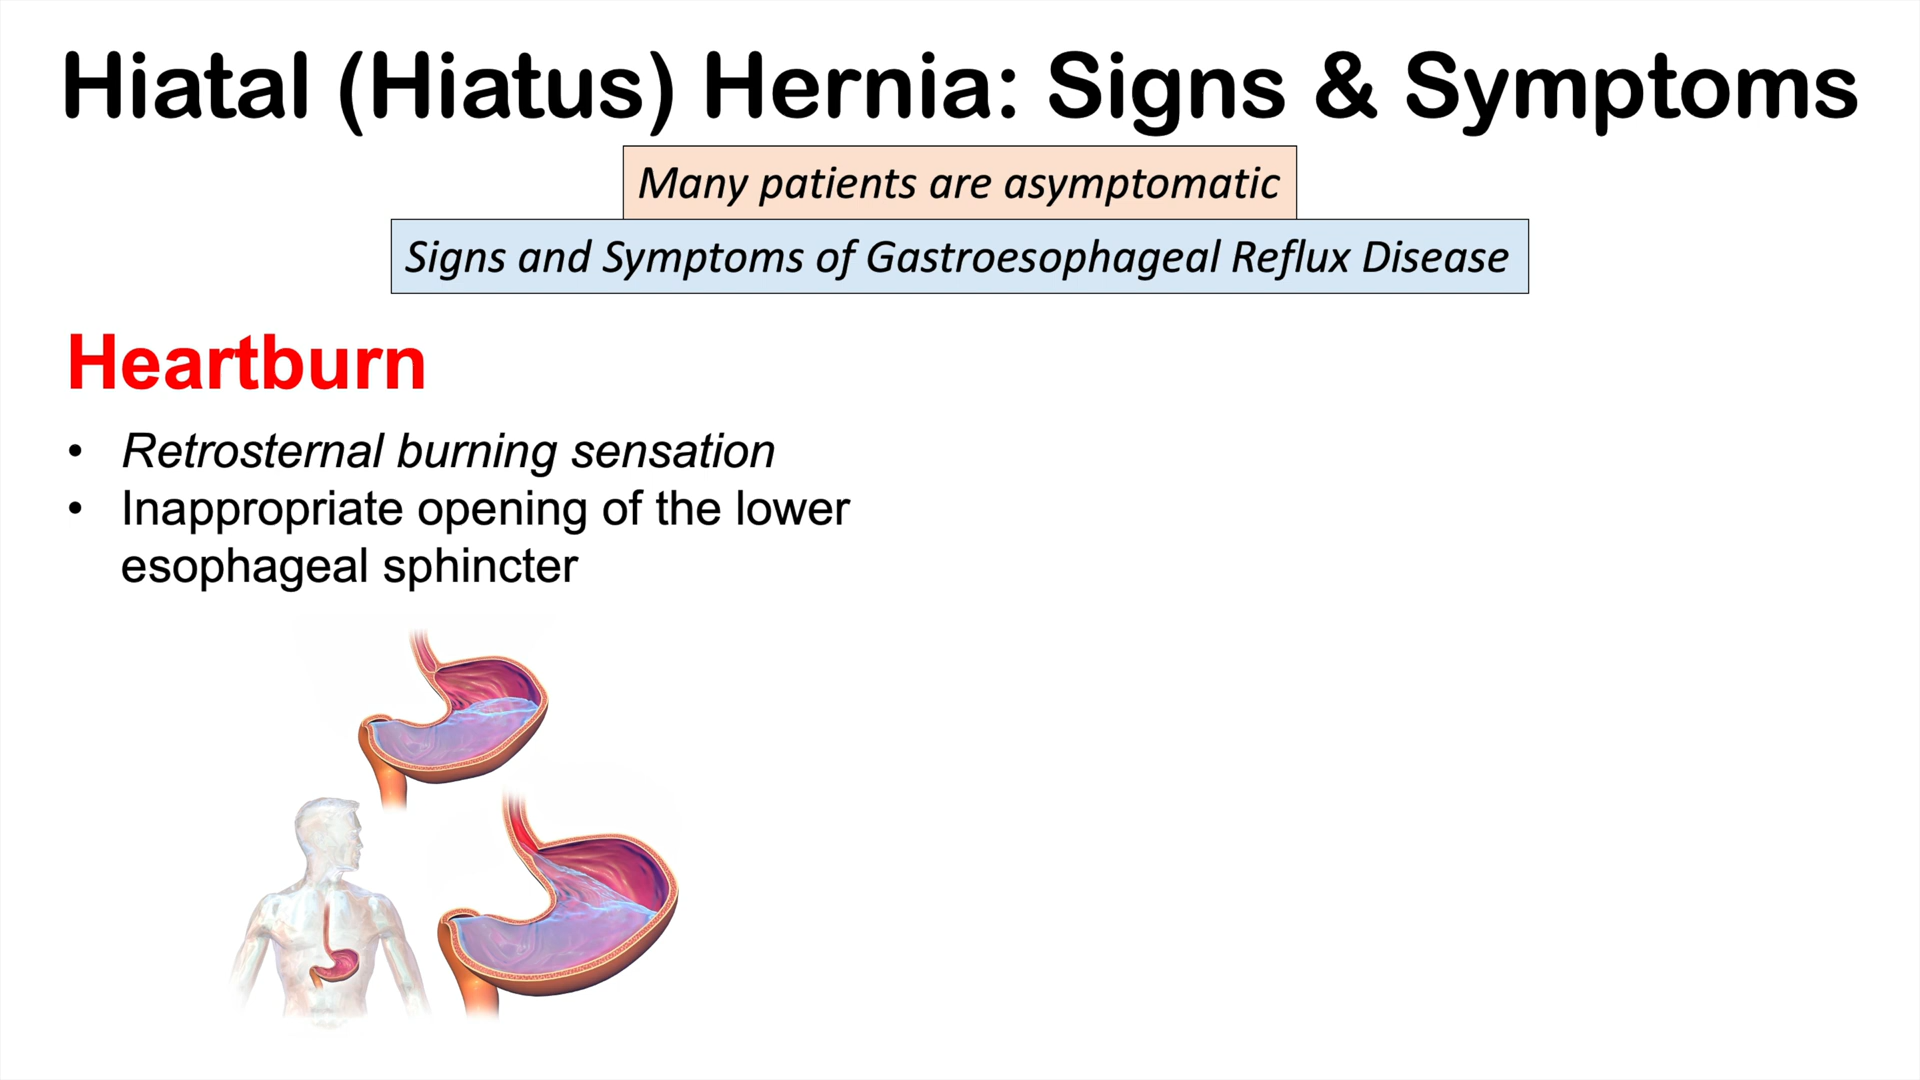 Hiatal (Hiatus) Hernia: Signs & Symptoms
Many patients are asymptomatic
Signs and Symptoms of Gastroesophageal Reflux Disease
Heartburn
• Retrosternal burning sensation
• Inappropriate opening of the lower
esophageal sphincter